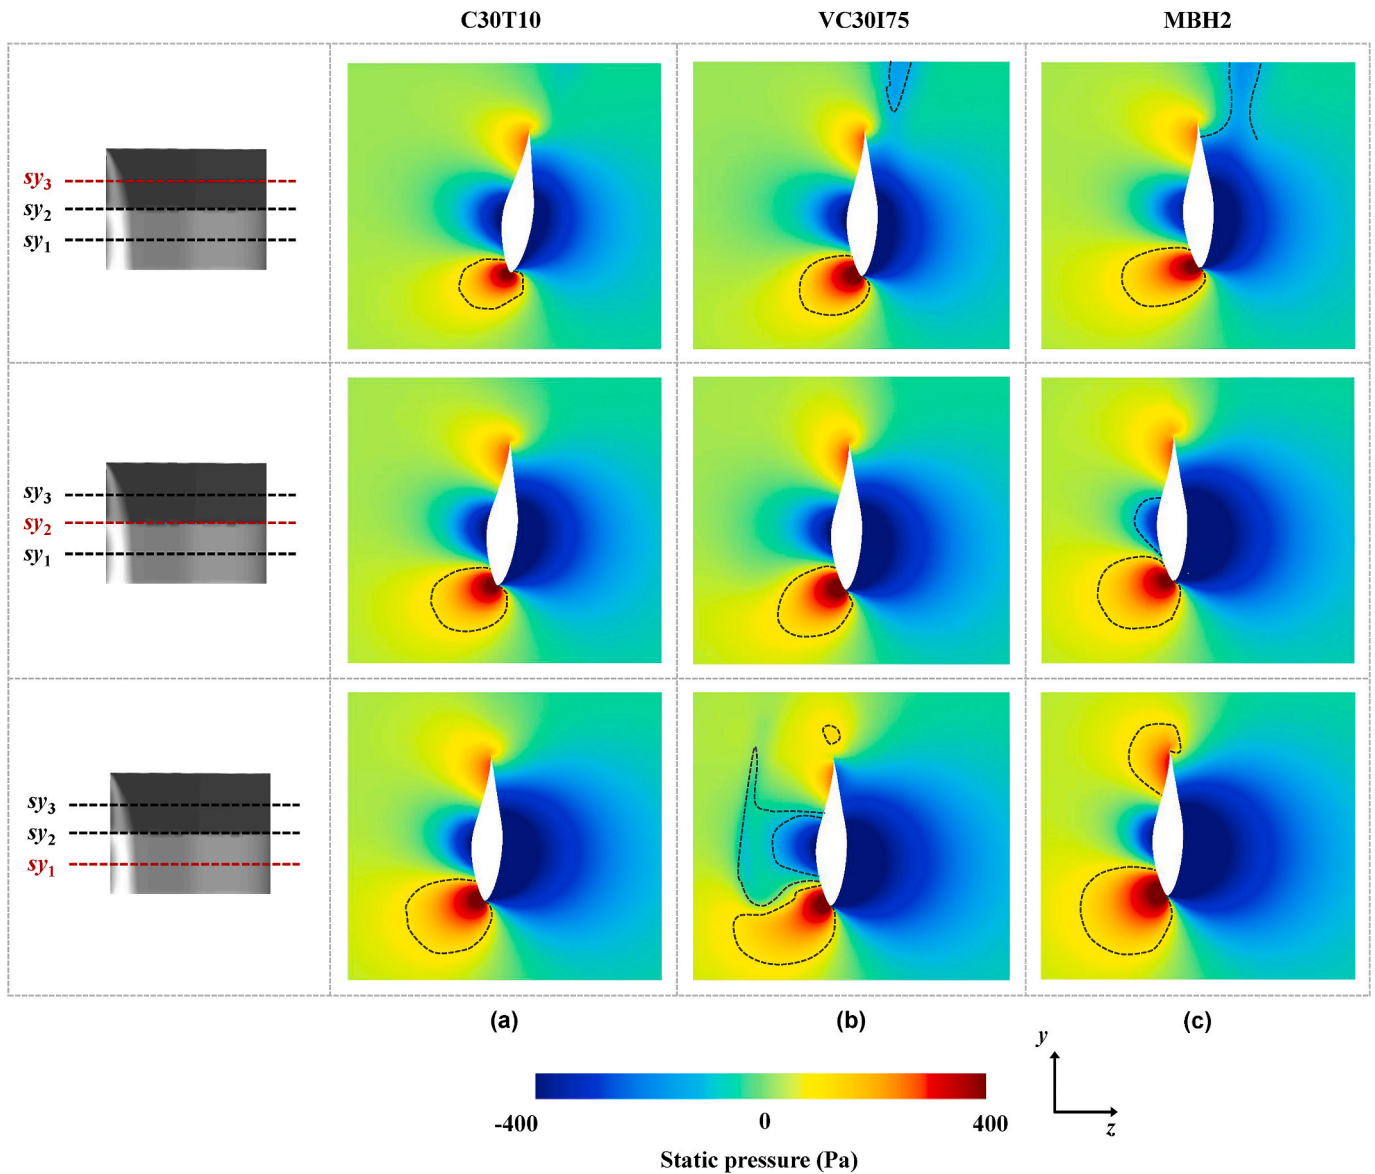 C30T10 VC30I75 MBH2
sy3
sy2
sy1
sy3
sy2
sy1
sy3
sy2
sy1
(a) (b) (c)
y
z
-400 0 400
Static pressure (Pa)